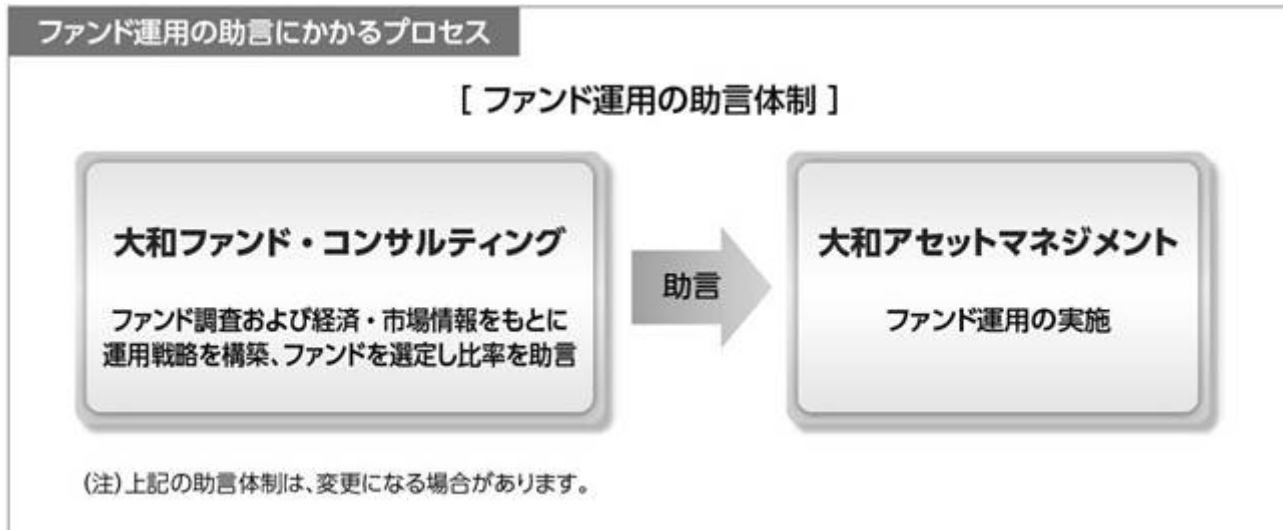 ファンド運用の助言にかかるプロセス
[ ファンド運用の助言体制 ]
大和ファンド・コンサルティング
ファンド調査および経済・市場情報をもとに
運用戦略を構築、ファンドを選定し比率を助言
助言
大和アセットマネジメント
ファンド運用の実施
(注)上記の助言体制は、変更になる場合があります。